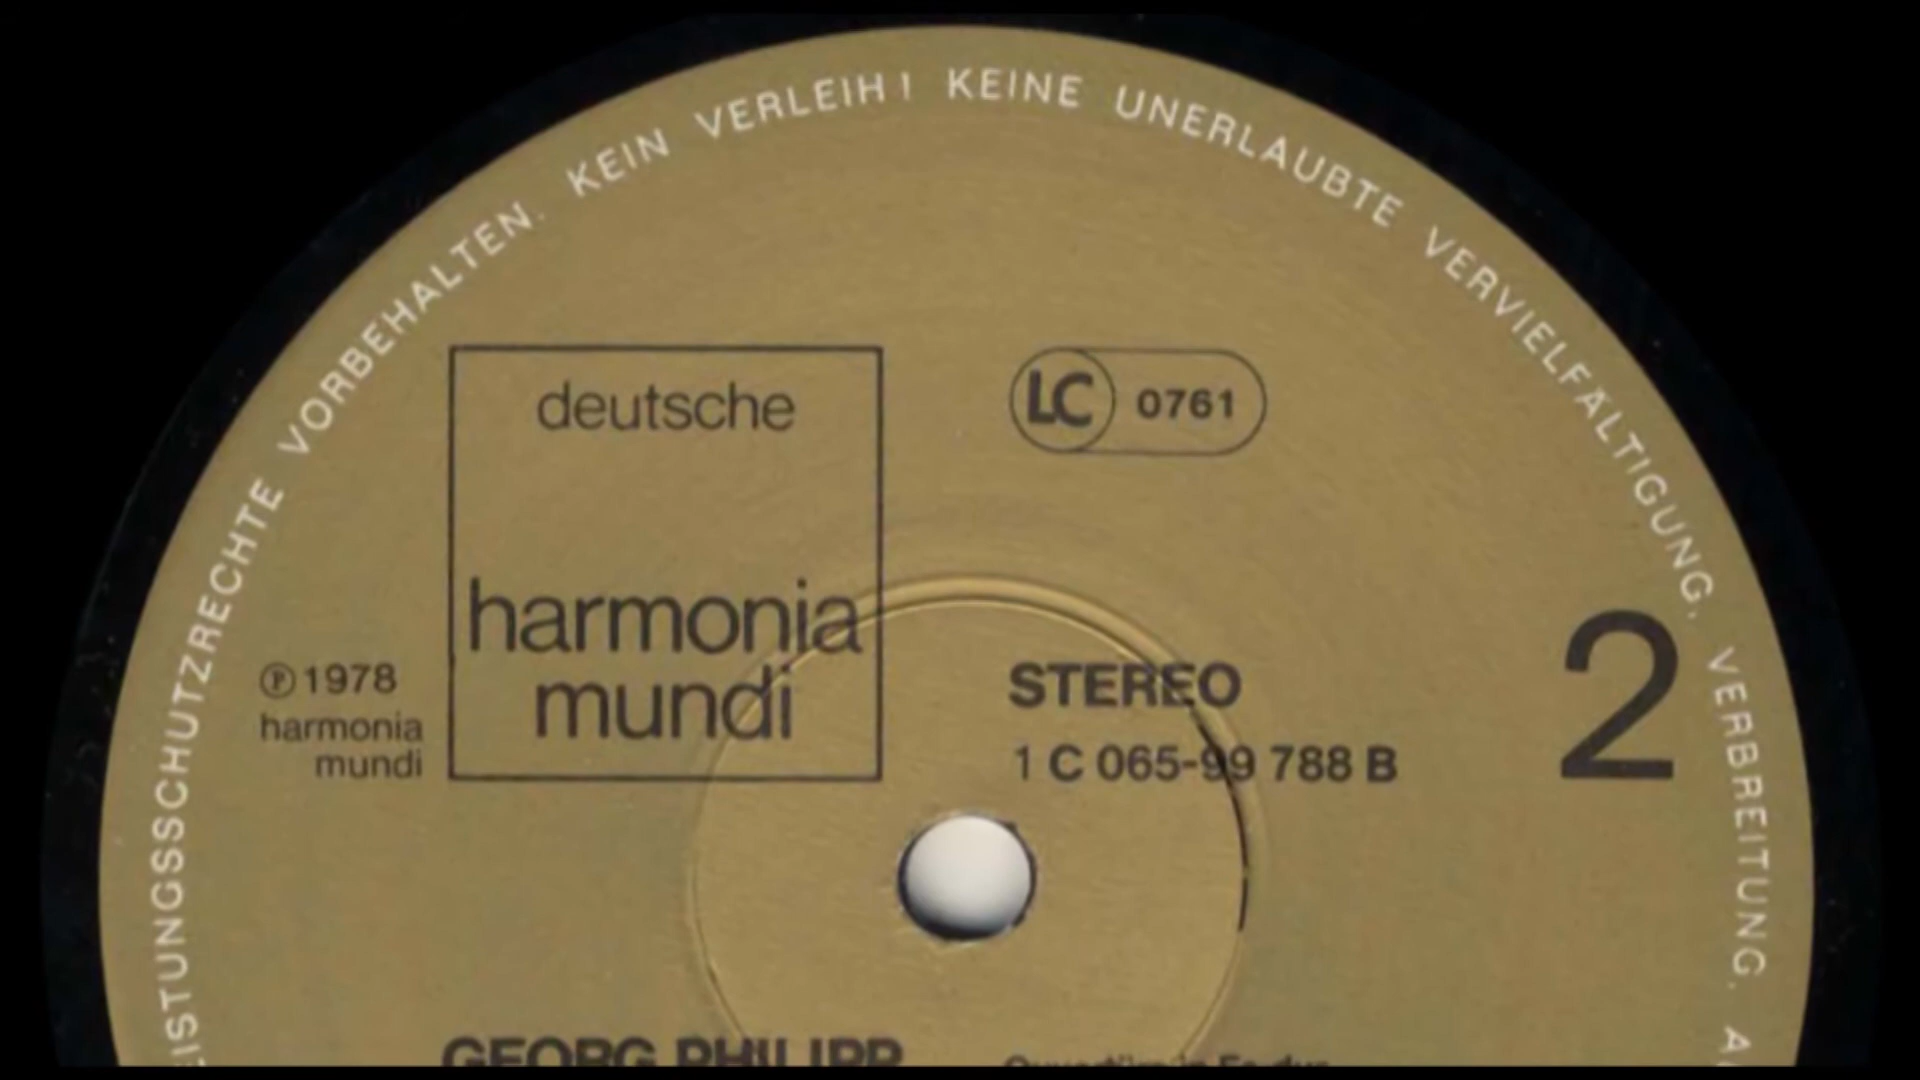 EISTUNGSSCHUTZRECHTE VORBEHALTEN. KEIN VERLEIH! KEINE UNERLAUBTE VERVIELFÄLTIGUNG, VERBREITUNG,
deutsche
harmonia
mundi
LC 0761
℗ 1978
harmonia
mundi
STEREO
1 C 065-99 788 B
2
GEORG PHILIPP